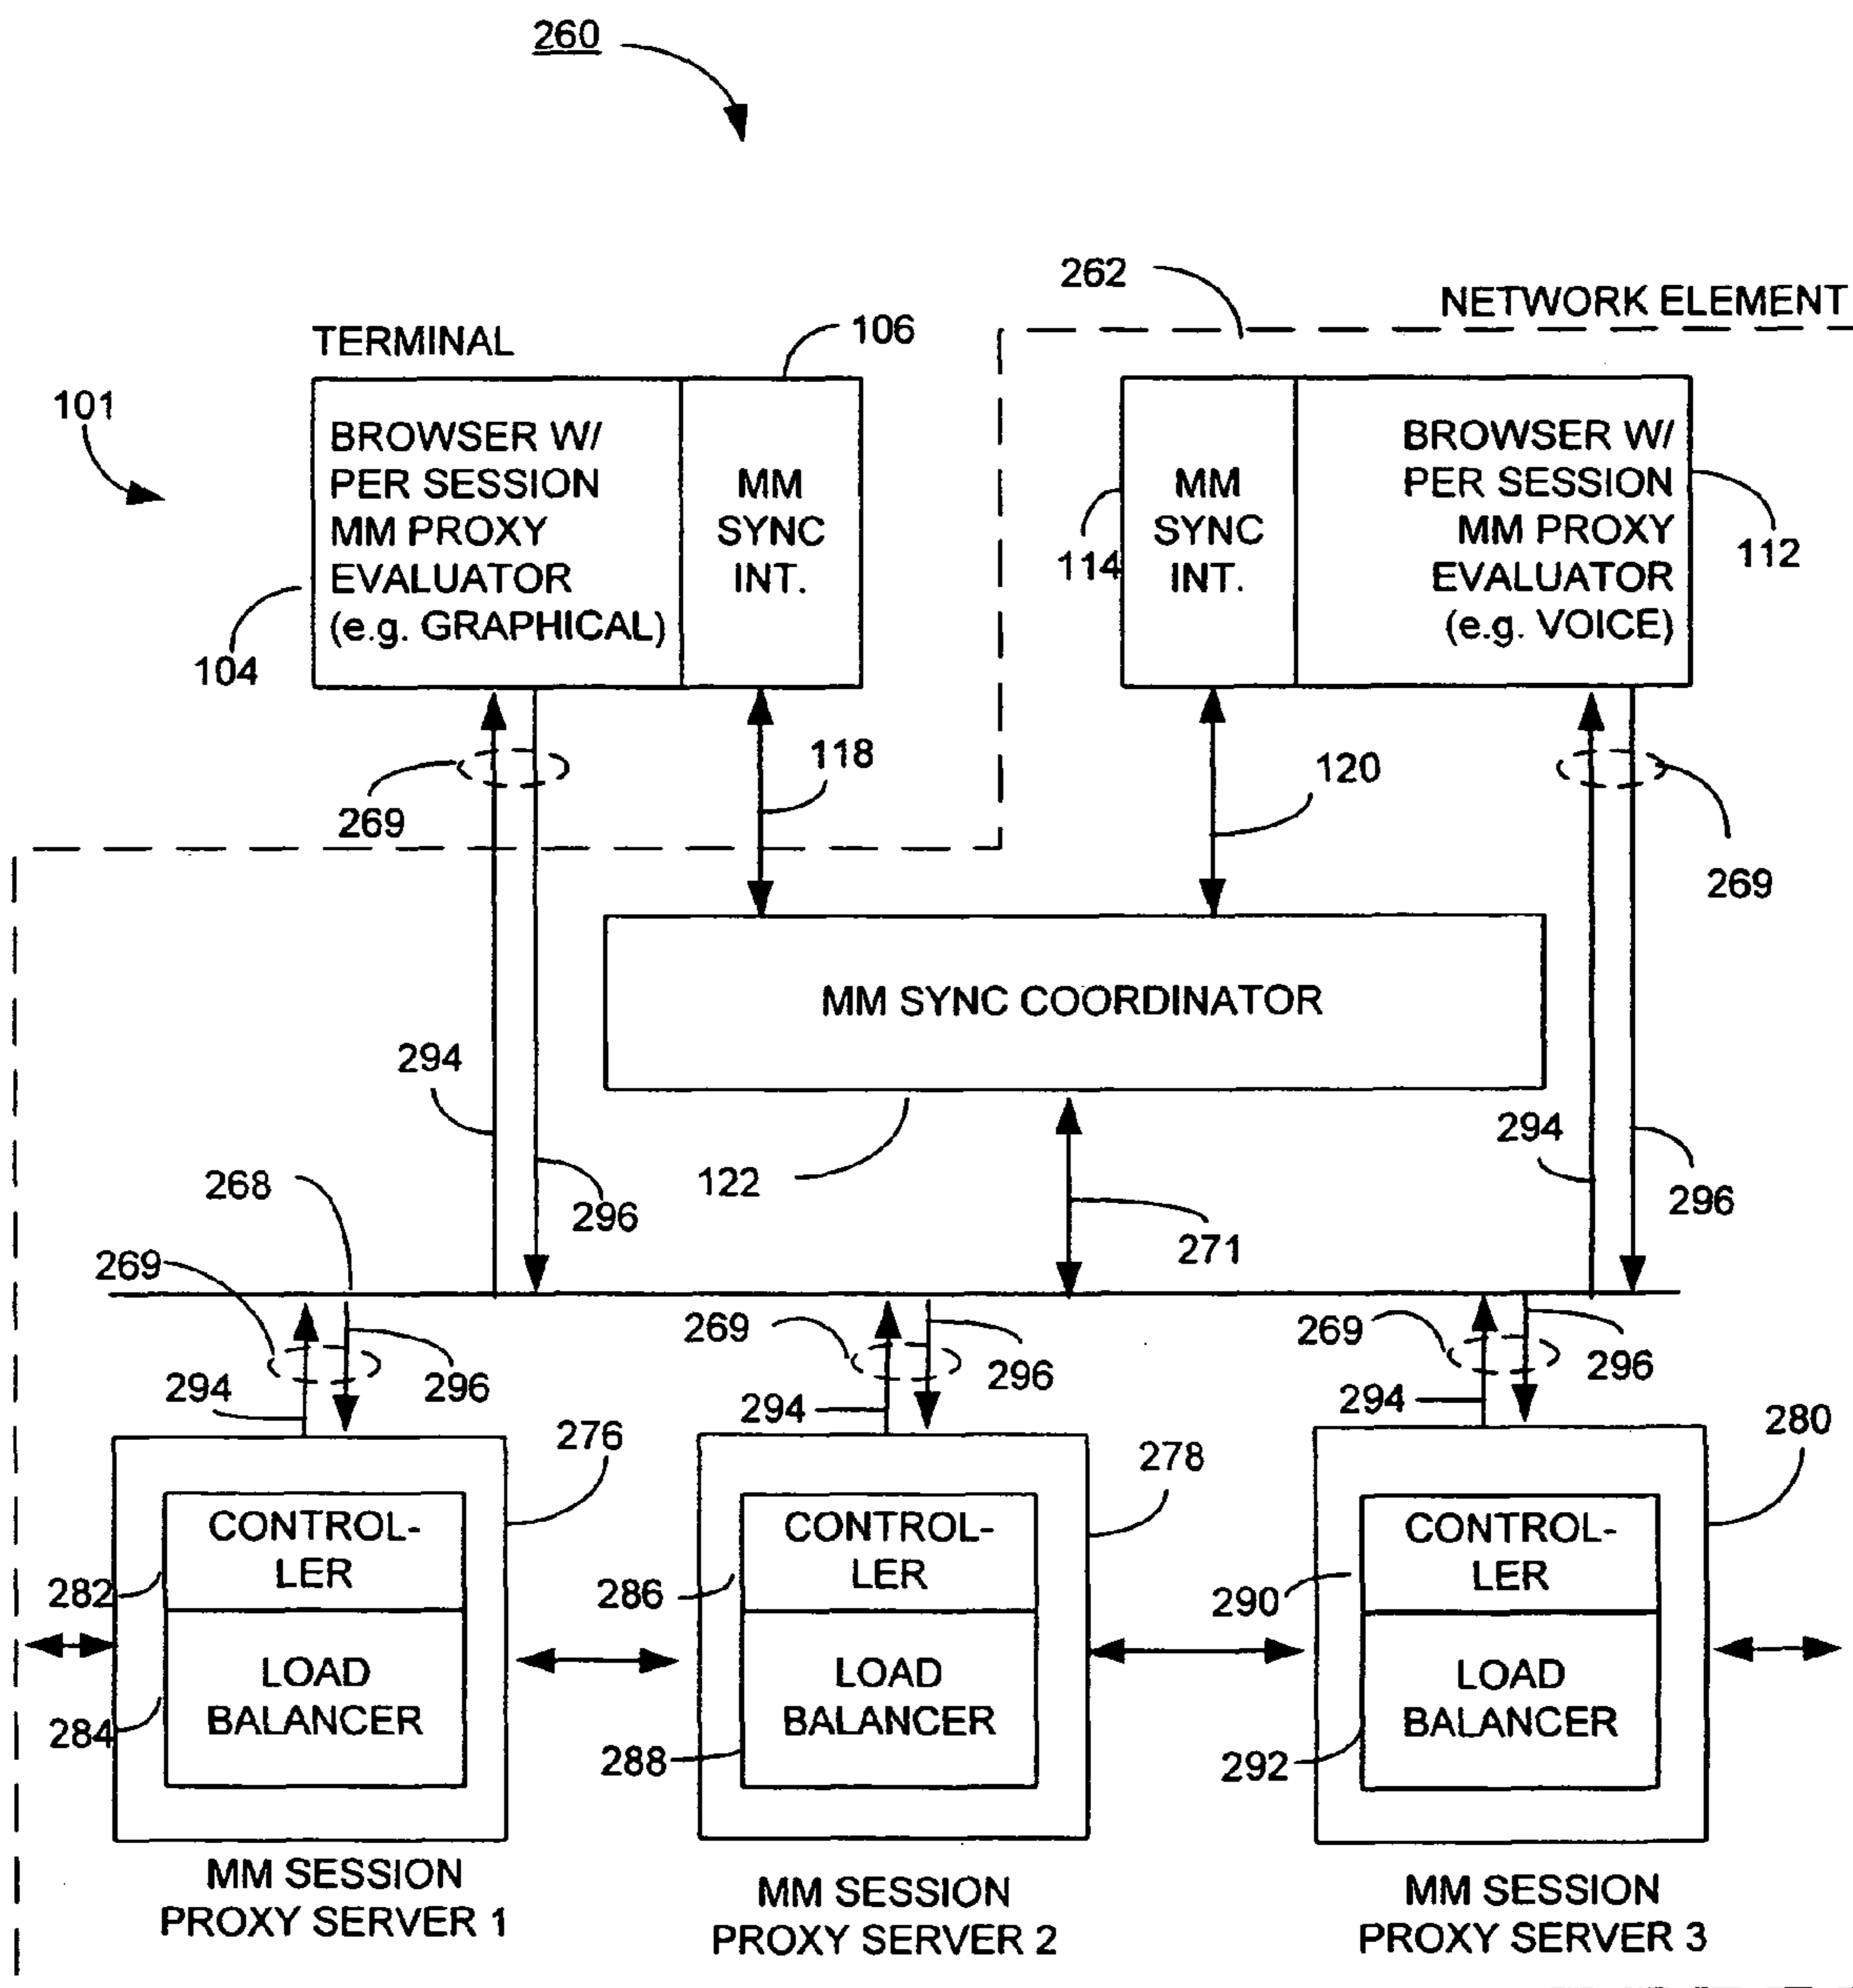 260
262
NETWORK ELEMENT
TERMINAL
106
101
BROWSER W/
PER SESSION
MM PROXY
EVALUATOR
(e.g. GRAPHICAL)
MM
SYNC
INT.
104
114
MM
SYNC
INT.
BROWSER W/
PER SESSION
MM PROXY
EVALUATOR
(e.g. VOICE)
112
269
118
120
269
MM SYNC COORDINATOR
294
296
122
271
294
296
268
269
294
296
269
294
296
269
294
296
276
CONTROL-
LER
282
LOAD
BALANCER
284
MM SESSION
PROXY SERVER 1
278
CONTROL-
LER
286
LOAD
BALANCER
288
MM SESSION
PROXY SERVER 2
280
CONTROL-
LER
290
LOAD
BALANCER
292
MM SESSION
PROXY SERVER 3